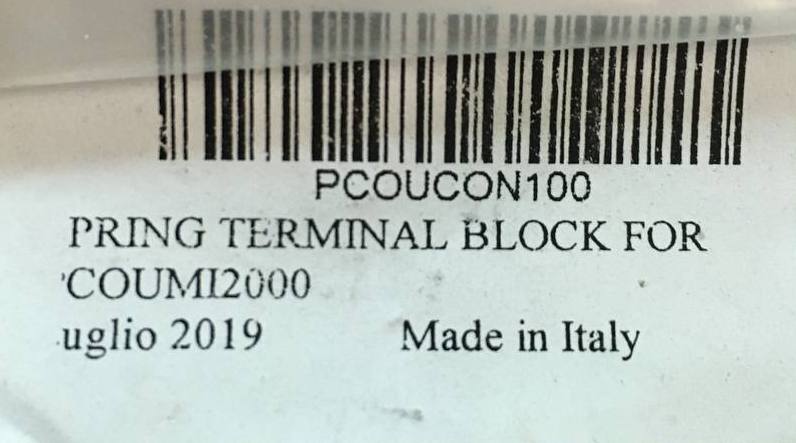 PCOUCON100
PRING TERMINAL BLOCK FOR
COUMI2000
uglio 2019 Made in Italy